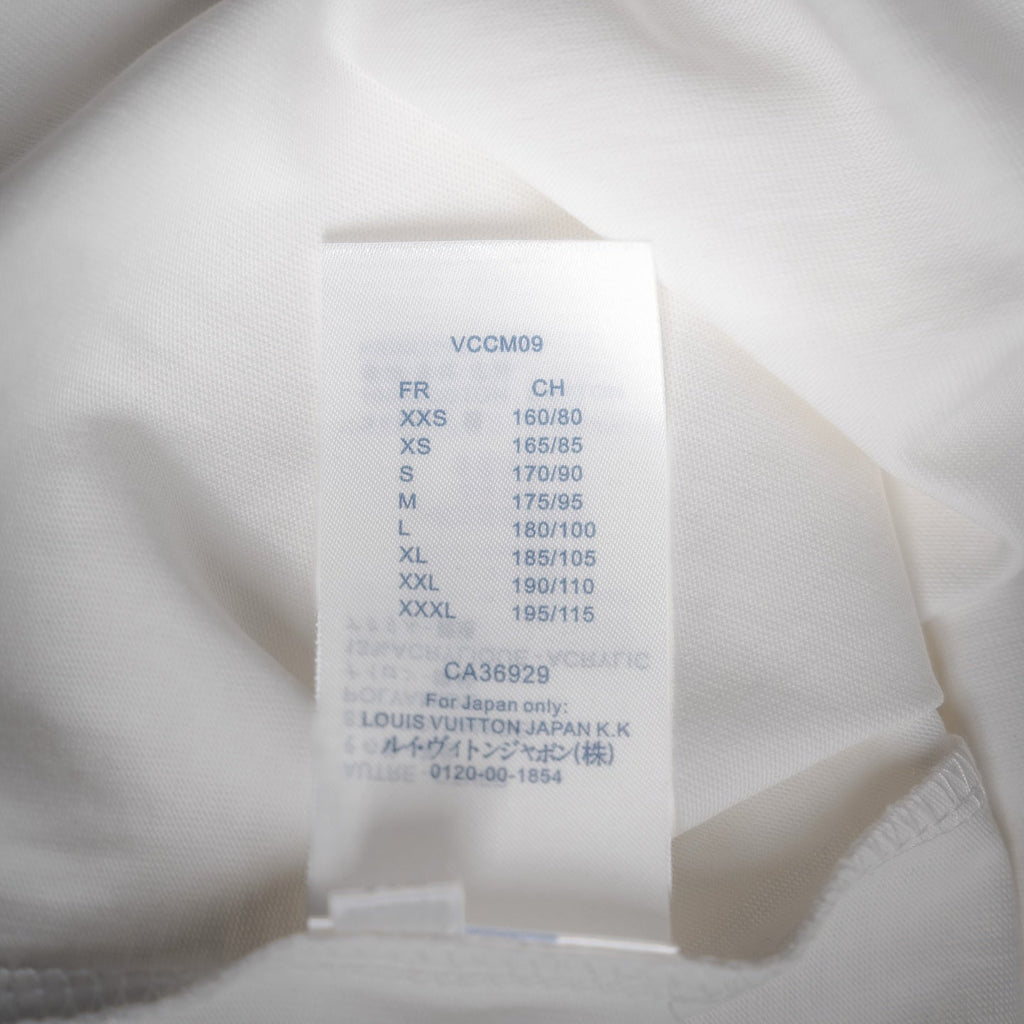 VCCM09
FR CH
XXS 160/80
XS 165/85
S 170/90
M 175/95
L 180/100
XL 185/105
XXL 190/110
XXXL 195/115
CA36929
For Japan only:
LOUIS VUITTON JAPAN K.K
ルイ・ヴィトンジャポン(株)
0120-00-1854